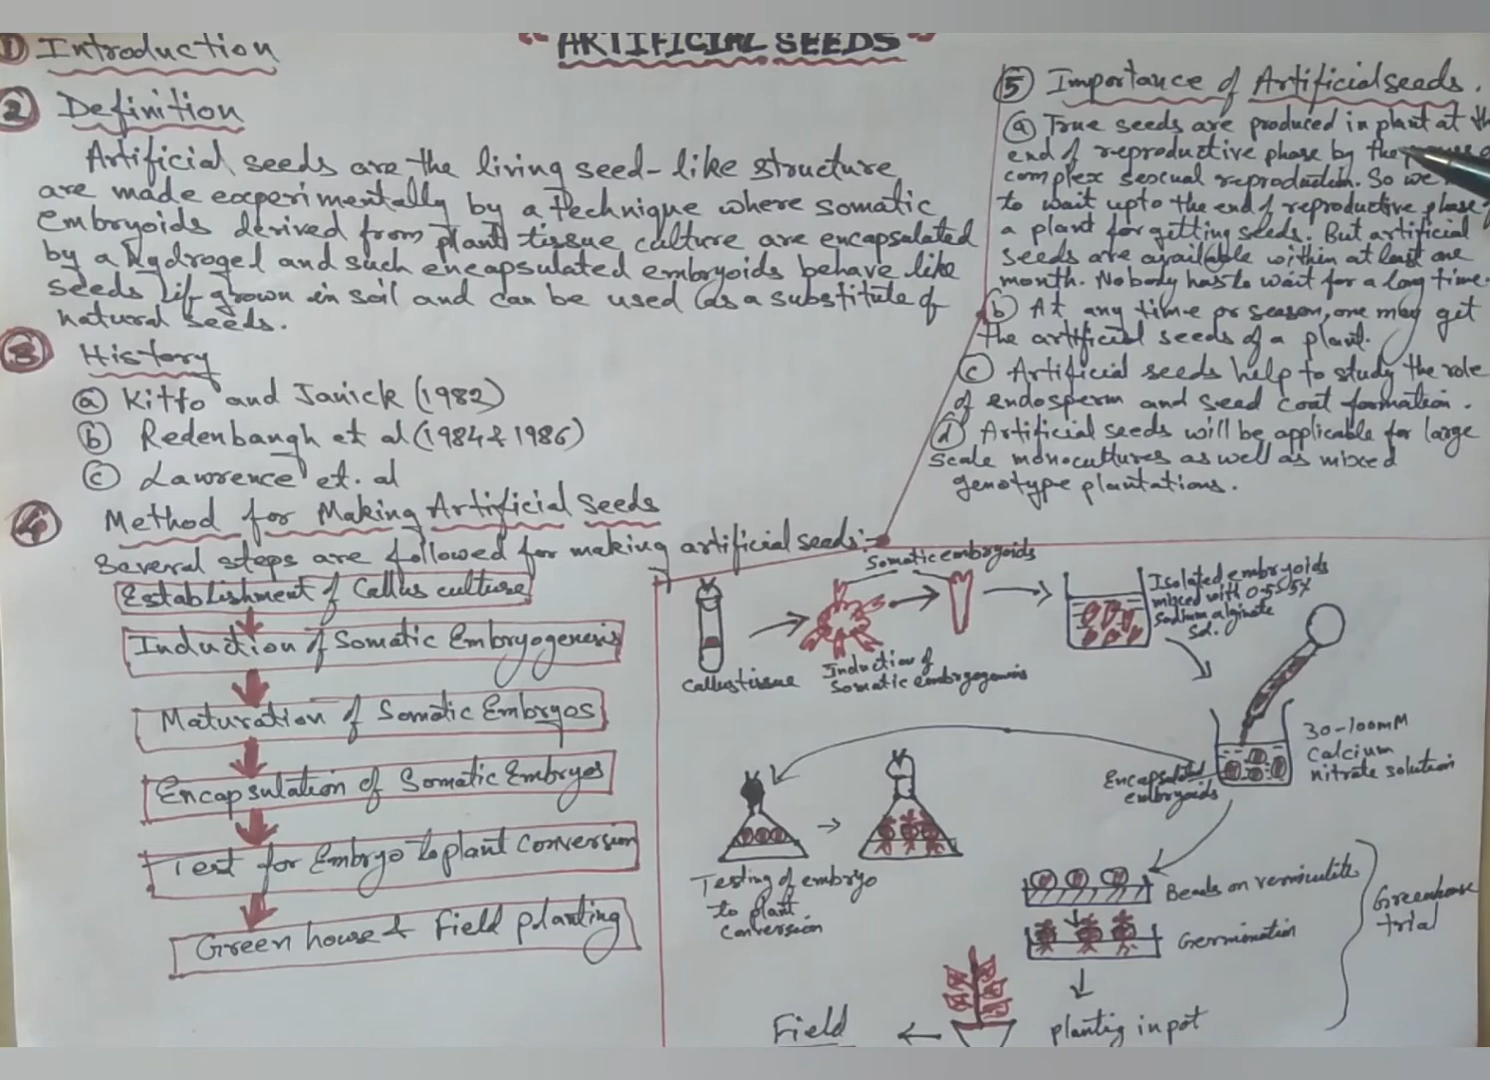 ① Introduction
" ARTIFICIAL SEEDS "
② Definition
Artificial seeds are the living seed-like structure
are made experimentally by a technique where somatic
embryoids derived from plant tissue culture are encapsulated
by a hydrogel and such encapsulated embryoids behave like
seeds if grown in soil and can be used as a substitute of
natural seeds.
③ History
ⓐ Kitto and Janick (1982)
ⓑ Redenbaugh et al (1984 & 1986)
ⓒ Lawrence et. al
④ Method for Making Artificial Seeds
Several steps are followed for making artificial seeds:-
Establishment of Callus culture
Induction of Somatic Embryogenesis
Maturation of Somatic Embryos
Encapsulation of Somatic Embryos
Test for Embryo to plant Conversion
Green house & Field planting
⑤ Importance of Artificial seeds.
ⓐ True seeds are produced in plant at
end of reproductive phase by the
complex sexual reproduction. So we
to wait upto the end of reproductive phase
a plant for getting seeds. But artificial
seeds are available within at last one
month. Nobody has to wait for a long time.
ⓑ At any time or season, one may get
the artificial seeds of a plant.
ⓒ Artificial seeds help to study the role
of endosperm and seed coat formation.
ⓓ Artificial seeds will be applicable for large
scale monocultures as well as mixed
genotype plantations.
Somatic embryoids
Callus tissue
Induction of
Somatic embryogenesis
Isolated embryoids
mixed with 0.5-5%
Sodium alginate
Sol.
30-100mM
Calcium
nitrate solution
Encapsulated
embryoids
Testing of embryo
to plant
conversion
Beads on vermiculite
Germination
Greenhouse
trial
planting in pot
Field